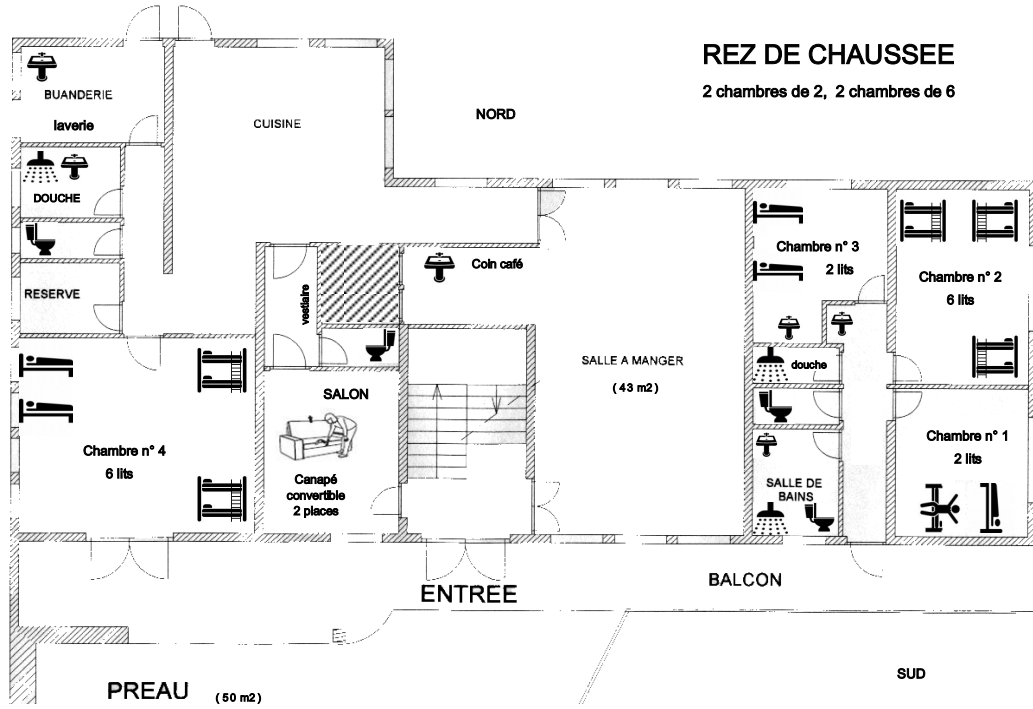 REZ DE CHAUSSEE
2 chambres de 2, 2 chambres de 6
BUANDERIE
laverie
CUISINE
NORD
DOUCHE
RESERVE
vestiaire
Coin café
Chambre n° 3
2 lits
Chambre n° 2
6 lits
SALLE A MANGER
( 43 m2 )
douche
SALON
Canapé
convertible
2 places
Chambre n° 4
6 lits
Chambre n° 1
2 lits
SALLE DE
BAINS
ENTREE
BALCON
SUD
PREAU ( 50 m2 )